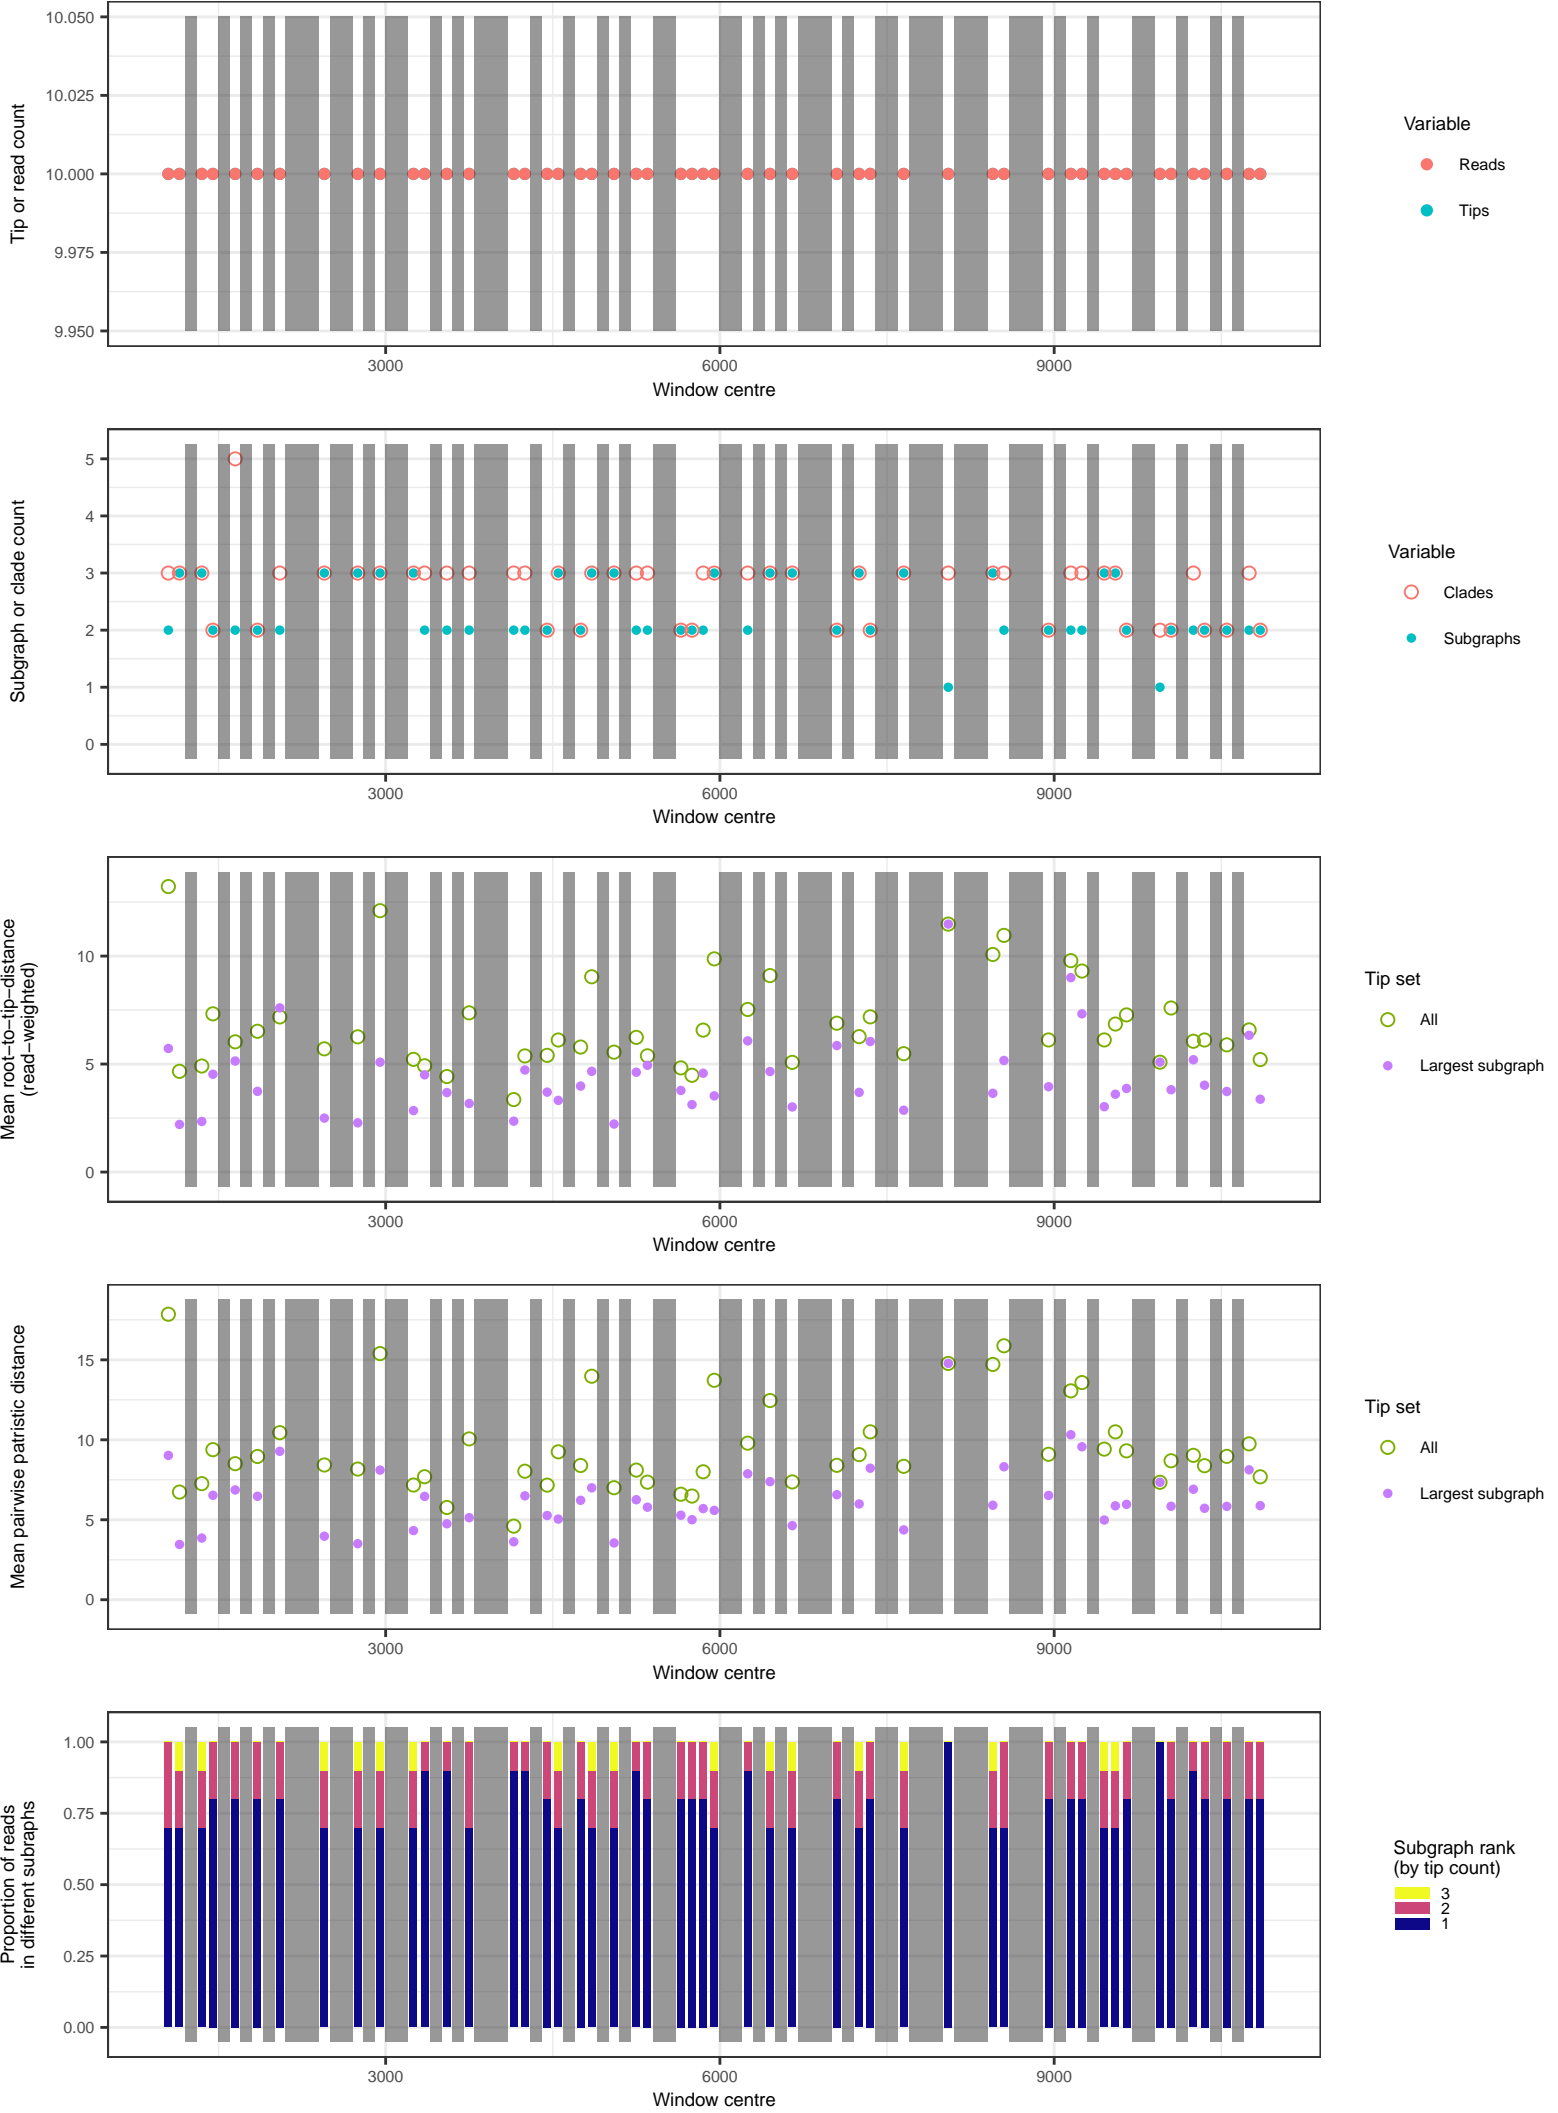 10.050
10.025
10.000
9.975
9.950
Tip or read count
3000
6000
9000
Window centre
Variable
Reads
Tips
5
4
3
2
1
0
Subgraph or clade count
3000
6000
9000
Window centre
Variable
Clades
Subgraphs
10
5
0
Mean root−to−tip−distance
(read−weighted)
3000
6000
9000
Window centre
Tip set
All
Largest subgraph
15
10
5
0
Mean pairwise patristic distance
3000
6000
9000
Window centre
Tip set
All
Largest subgraph
1.00
0.75
0.50
0.25
0.00
Proportion of reads
in different subraphs
3000
6000
9000
Window centre
Subgraph rank
(by tip count)
3
2
1